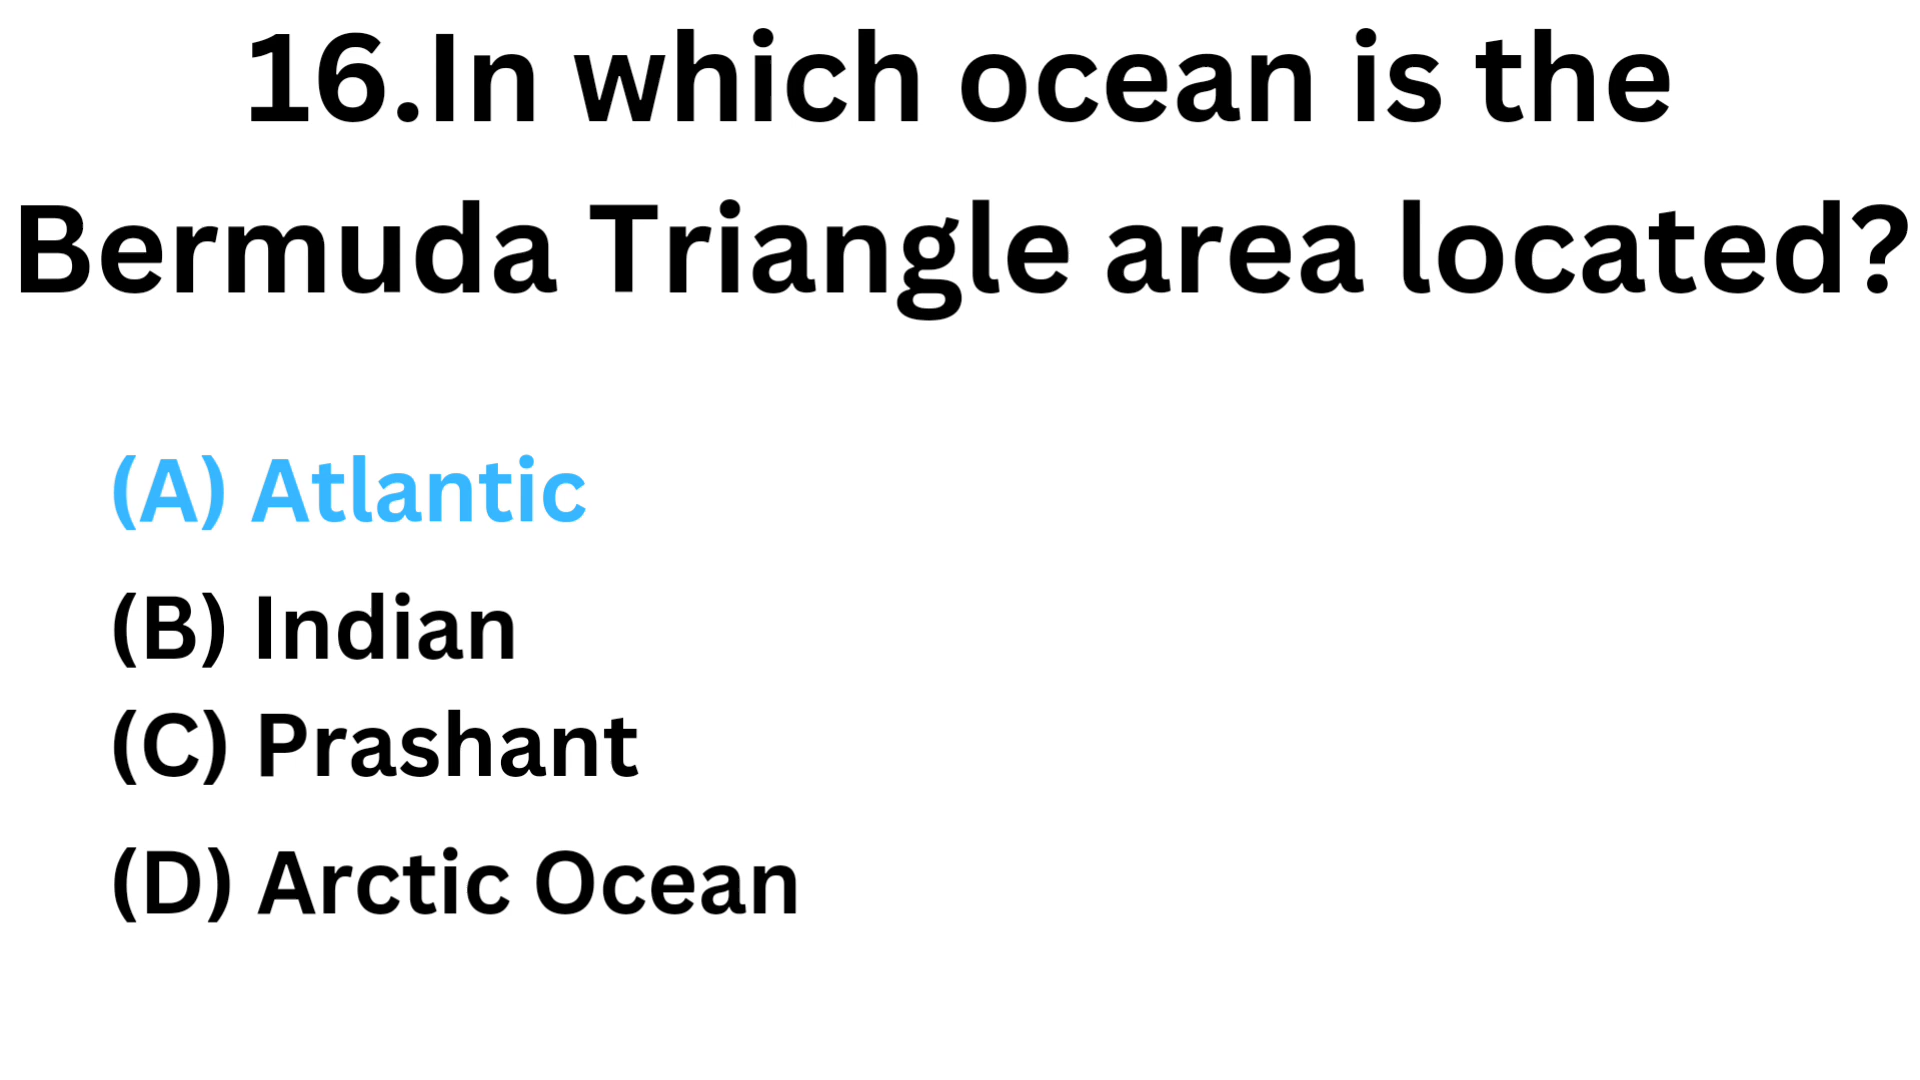 16.In which ocean is the
Bermuda Triangle area located?
(A) Atlantic
(B) Indian
(C) Prashant
(D) Arctic Ocean